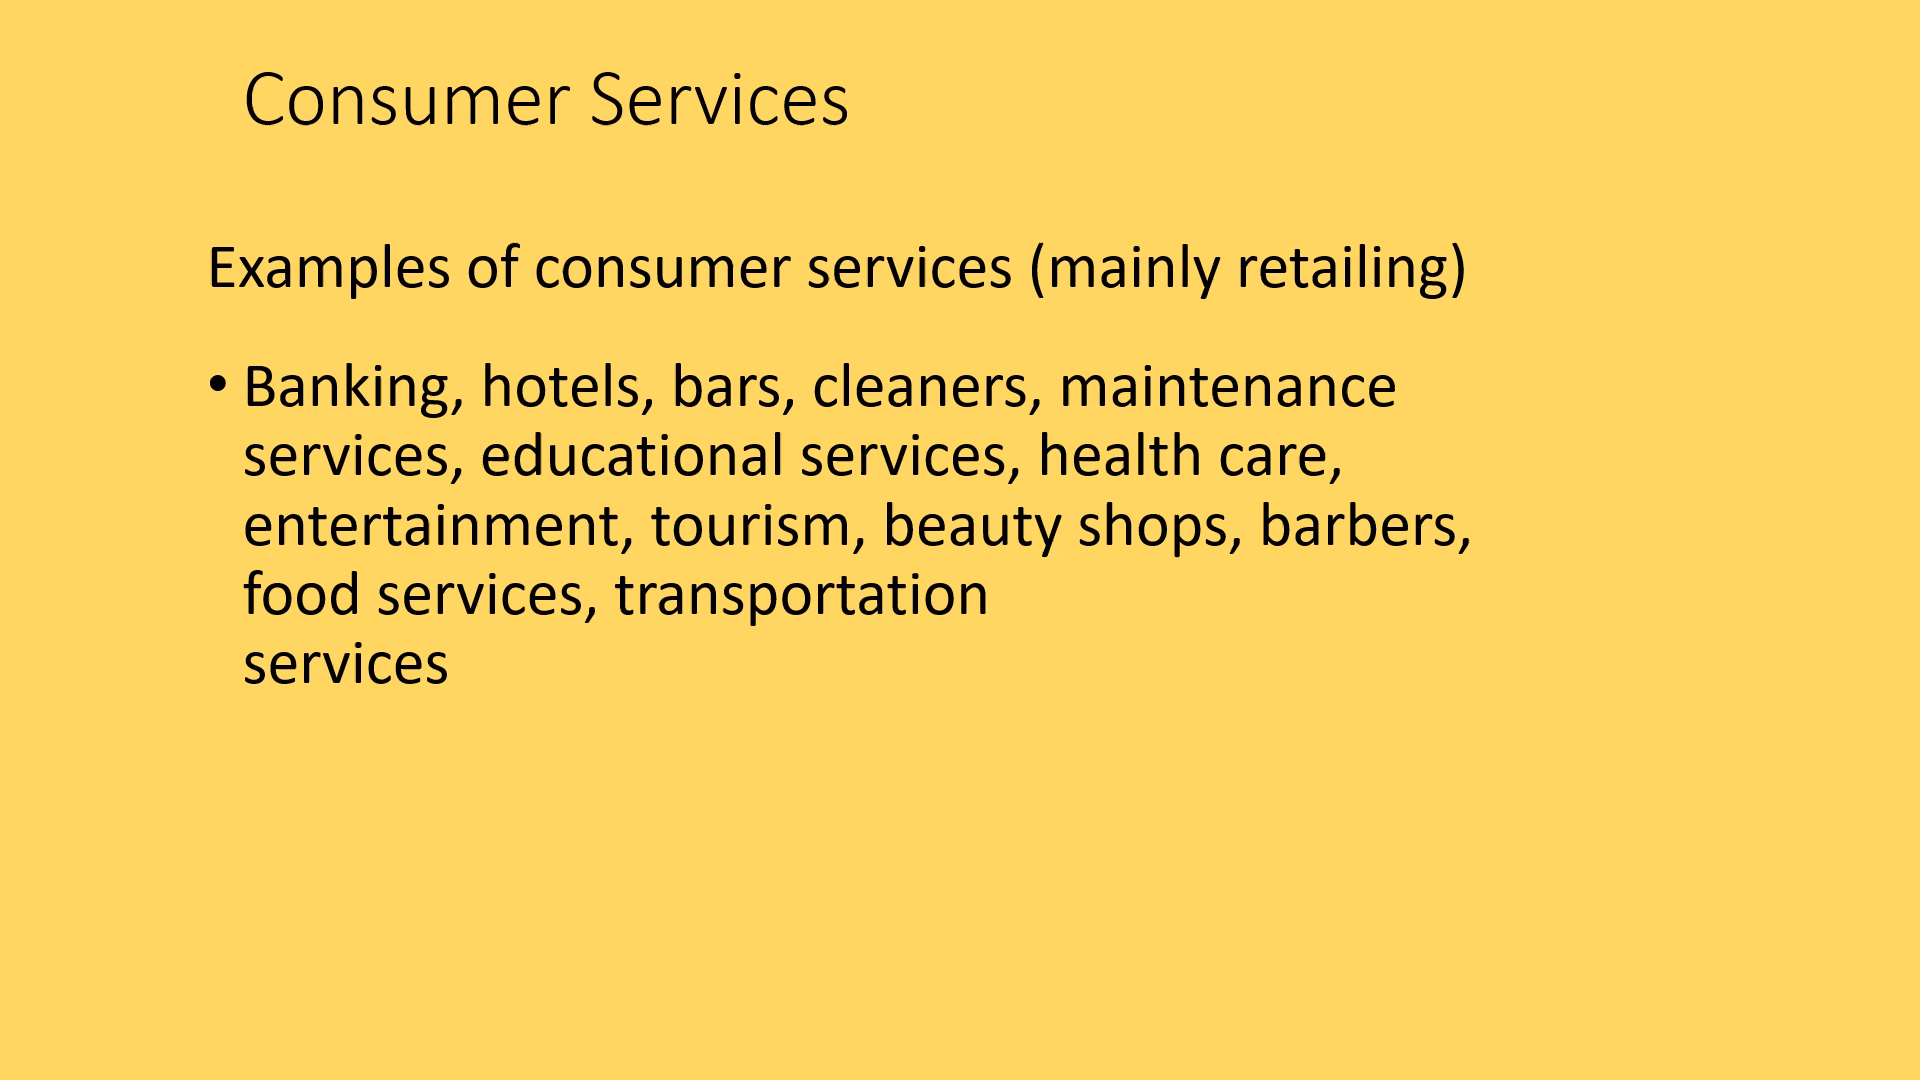 Consumer Services
Examples of consumer services (mainly retailing)
• Banking, hotels, bars, cleaners, maintenance
services, educational services, health care,
entertainment, tourism, beauty shops, barbers,
food services, transportation
services